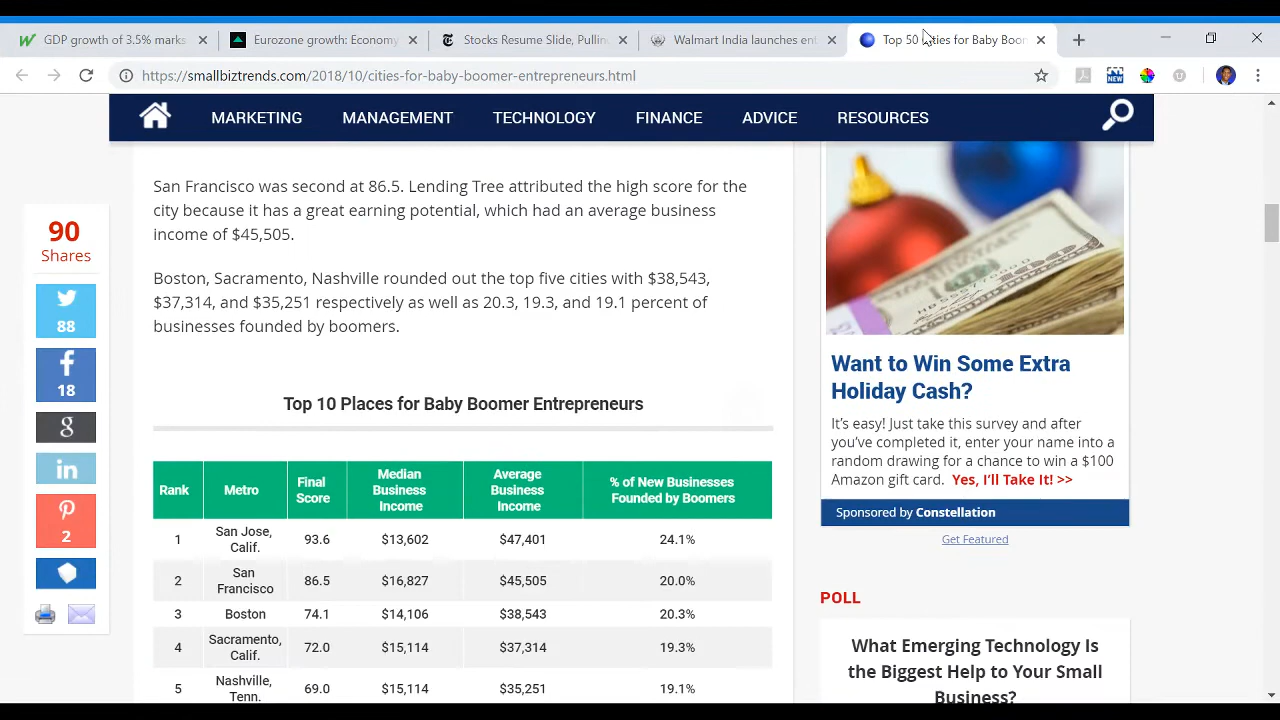 GDP growth of 3.5% marks
Eurozone growth: Economy
Stocks Resume Slide, Pullin
Walmart India launches ent
Top 50 Cities for Baby Boom
https://smallbiztrends.com/2018/10/cities-for-baby-boomer-entrepreneurs.html
NEW
MARKETING MANAGEMENT TECHNOLOGY FINANCE ADVICE RESOURCES
90
Shares
88
18
2
San Francisco was second at 86.5. Lending Tree attributed the high score for the
city because it has a great earning potential, which had an average business
income of $45,505.
Boston, Sacramento, Nashville rounded out the top five cities with $38,543,
$37,314, and $35,251 respectively as well as 20.3, 19.3, and 19.1 percent of
businesses founded by boomers.
Top 10 Places for Baby Boomer Entrepreneurs
Rank Metro Final Score Median Business Income Average Business Income % of New Businesses Founded by Boomers
1 San Jose, Calif. 93.6 $13,602 $47,401 24.1%
2 San Francisco 86.5 $16,827 $45,505 20.0%
3 Boston 74.1 $14,106 $38,543 20.3%
4 Sacramento, Calif. 72.0 $15,114 $37,314 19.3%
5 Nashville, Tenn. 69.0 $15,114 $35,251 19.1%
Want to Win Some Extra
Holiday Cash?
It's easy! Just take this survey and after
you've completed it, enter your name into a
random drawing for a chance to win a $100
Amazon gift card. Yes, I'll Take It! >>
Sponsored by Constellation
Get Featured
POLL
What Emerging Technology Is
the Biggest Help to Your Small
Business?